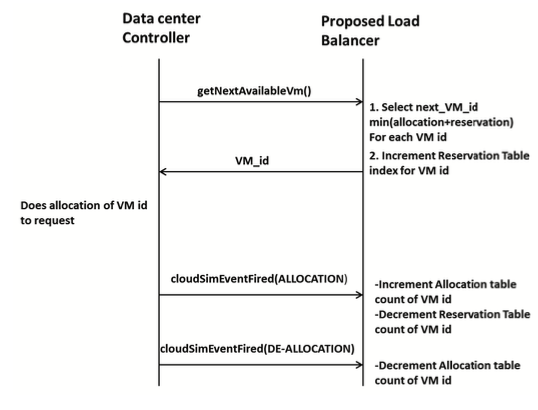 Data center
Controller
Proposed Load
Balancer
getNextAvailableVm()
1. Select next_VM_id
min(allocation+reservation)
For each VM id
VM_id
2. Increment Reservation Table
index for VM id
Does allocation of VM id
to request
cloudSimEventFired(ALLOCATION)
-Increment Allocation table
count of VM id
-Decrement Reservation Table
count of VM id
cloudSimEventFired(DE-ALLOCATION)
-Decrement Allocation table
count of VM id